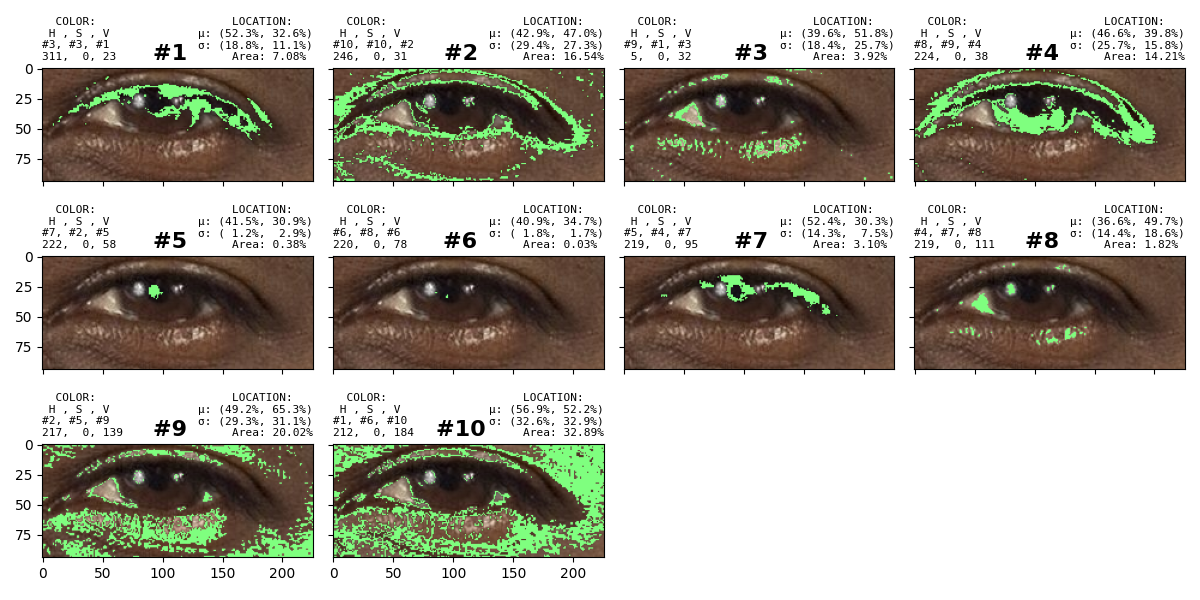 COLOR: LOCATION:
H , S , V μ: (52.3%, 32.6%)
#3, #3, #1 #1 σ: (18.8%, 11.1%)
311, 0, 23 Area: 7.08%
COLOR: LOCATION:
H , S , V μ: (42.9%, 47.0%)
#10, #10, #2 #2 σ: (29.4%, 27.3%)
246, 0, 31 Area: 16.54%
COLOR: LOCATION:
H , S , V μ: (39.6%, 51.8%)
#9, #1, #3 #3 σ: (18.4%, 25.7%)
5, 0, 32 Area: 3.92%
COLOR: LOCATION:
H , S , V μ: (46.6%, 39.8%)
#8, #9, #4 #4 σ: (25.7%, 15.8%)
224, 0, 38 Area: 14.21%
0
25
50
75
COLOR: LOCATION:
H , S , V μ: (41.5%, 30.9%)
#7, #2, #5 #5 σ: ( 1.2%, 2.9%)
222, 0, 58 Area: 0.38%
COLOR: LOCATION:
H , S , V μ: (40.9%, 34.7%)
#6, #8, #6 #6 σ: ( 1.8%, 1.7%)
220, 0, 78 Area: 0.03%
COLOR: LOCATION:
H , S , V μ: (52.4%, 30.3%)
#5, #4, #7 #7 σ: (14.3%, 7.5%)
219, 0, 95 Area: 3.10%
COLOR: LOCATION:
H , S , V μ: (36.6%, 49.7%)
#4, #7, #8 #8 σ: (14.4%, 18.6%)
219, 0, 111 Area: 1.82%
0
25
50
75
COLOR: LOCATION:
H , S , V μ: (49.2%, 65.3%)
#2, #5, #9 #9 σ: (29.3%, 31.1%)
217, 0, 139 Area: 20.02%
COLOR: LOCATION:
H , S , V μ: (56.9%, 52.2%)
#1, #6, #10 #10 σ: (32.6%, 32.9%)
212, 0, 184 Area: 32.89%
0
25
50
75
0 50 100 150 200
0 50 100 150 200